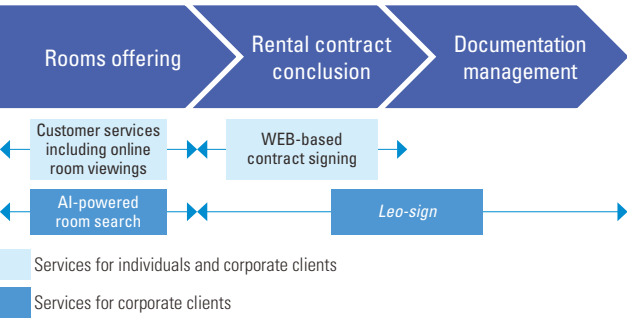 Rooms offering
Rental contract
conclusion
Documentation
management
Customer services
including online
room viewings
WEB-based
contract signing
AI-powered
room search
Leo-sign
Services for individuals and corporate clients
Services for corporate clients